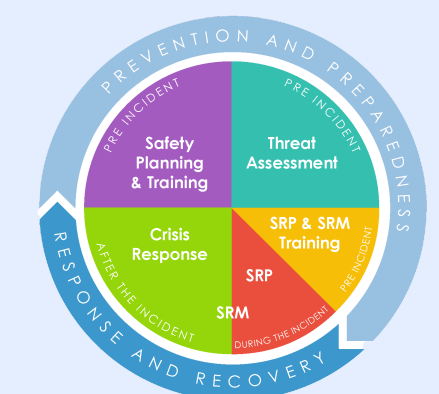 PREVENTION AND PREPAREDNESS
PRE INCIDENT
PRE INCIDENT
Safety
Planning
& Training
Threat
Assessment
SRP & SRM
Training
PRE INCIDENT
Crisis
Response
SRP
SRM
AFTER THE INCIDENT
DURING THE INCIDENT
RESPONSE AND RECOVERY